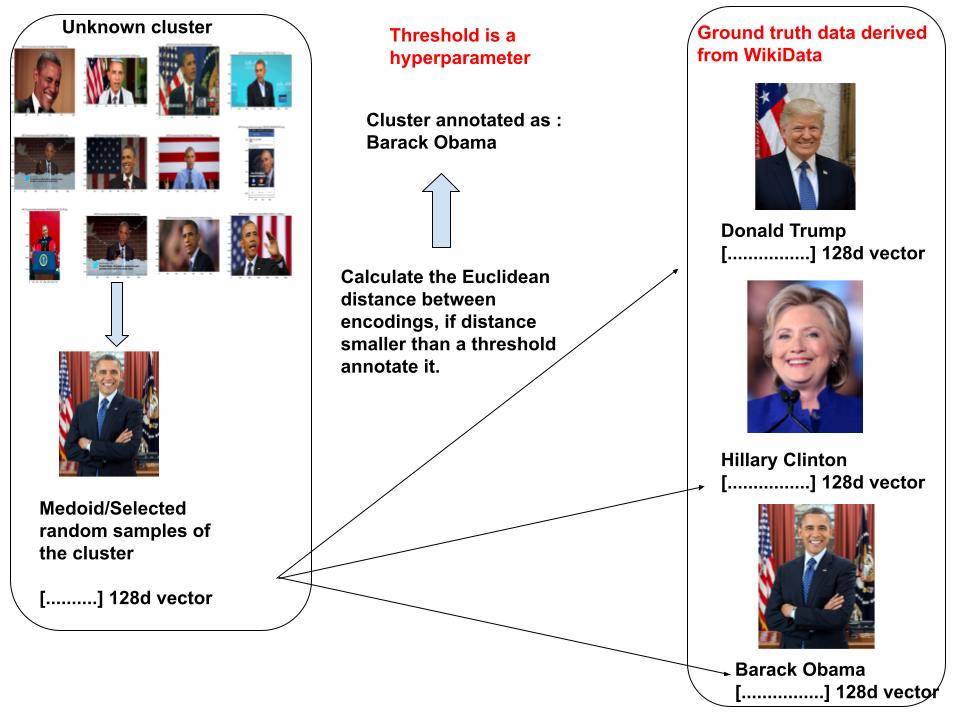 Unknown cluster
Threshold is a
hyperparameter
Ground truth data derived
from WikiData
Cluster annotated as :
Barack Obama
Donald Trump
[................] 128d vector
Calculate the Euclidean
distance between
encodings, if distance
smaller than a threshold
annotate it.
Hillary Clinton
[................] 128d vector
Medoid/Selected
random samples of
the cluster
[..........] 128d vector
Barack Obama
[................] 128d vector